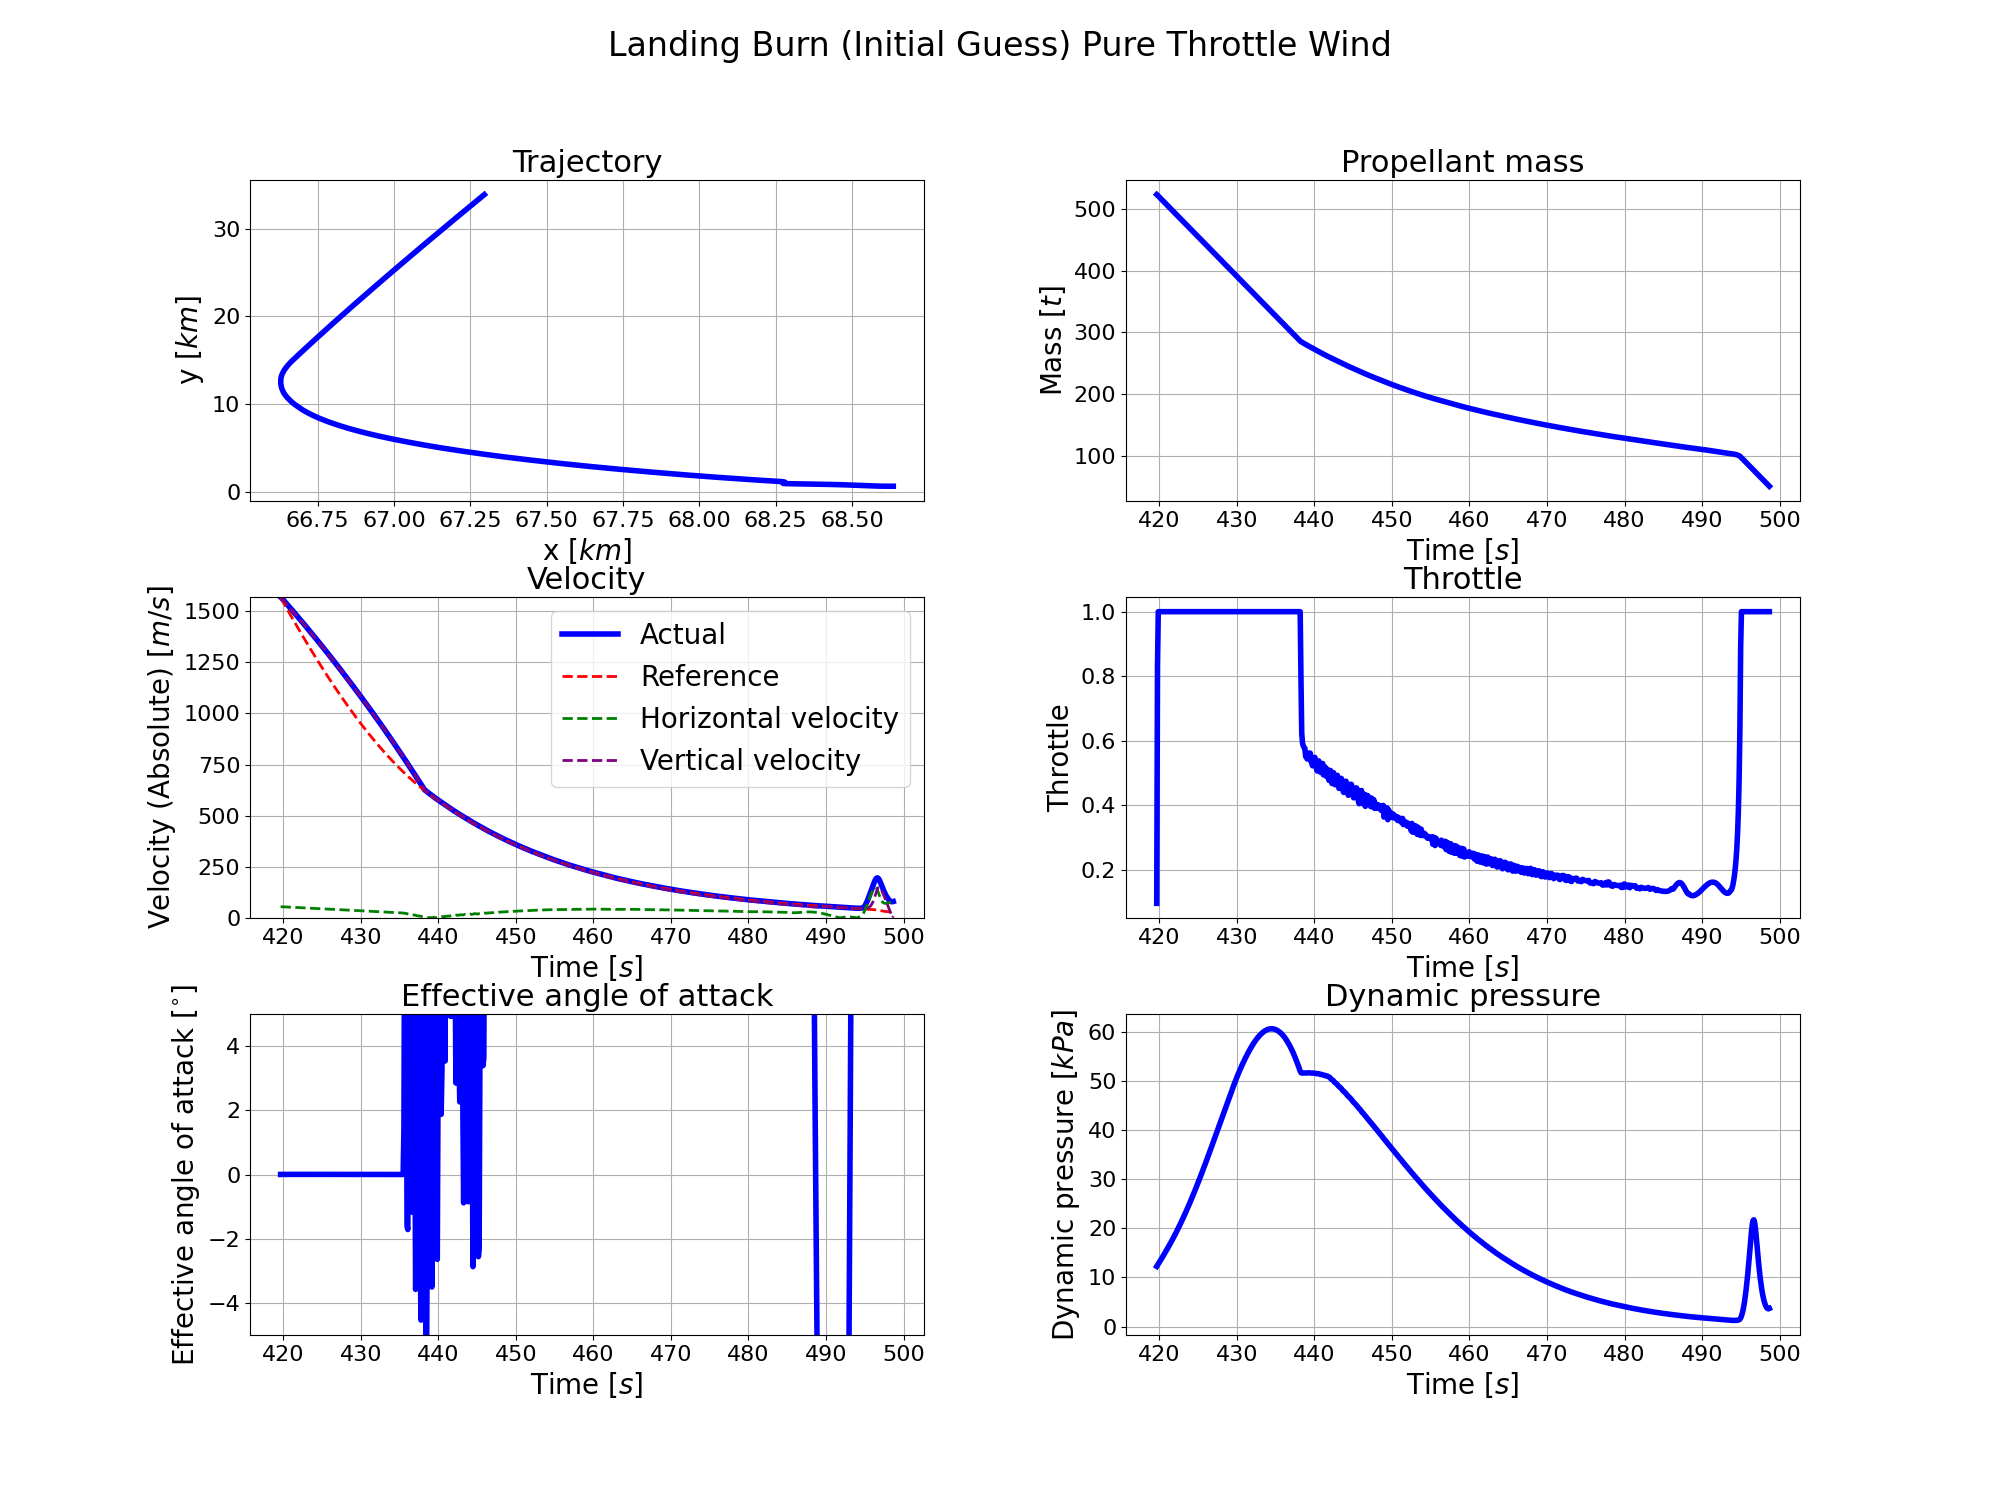 Landing Burn (Initial Guess) Pure Throttle Wind
Trajectory
y [km]
30
20
10
0
66.75 67.00 67.25 67.50 67.75 68.00 68.25 68.50
x [km]
Propellant mass
Mass [t]
500
400
300
200
100
420 430 440 450 460 470 480 490 500
Time [s]
Velocity
Velocity (Absolute) [m/s]
1500
1250
1000
750
500
250
0
Actual
Reference
Horizontal velocity
Vertical velocity
420 430 440 450 460 470 480 490 500
Time [s]
Throttle
Throttle
1.0
0.8
0.6
0.4
0.2
420 430 440 450 460 470 480 490 500
Time [s]
Effective angle of attack
Effective angle of attack [°]
4
2
0
−2
−4
420 430 440 450 460 470 480 490 500
Time [s]
Dynamic pressure
Dynamic pressure [kPa]
60
50
40
30
20
10
0
420 430 440 450 460 470 480 490 500
Time [s]